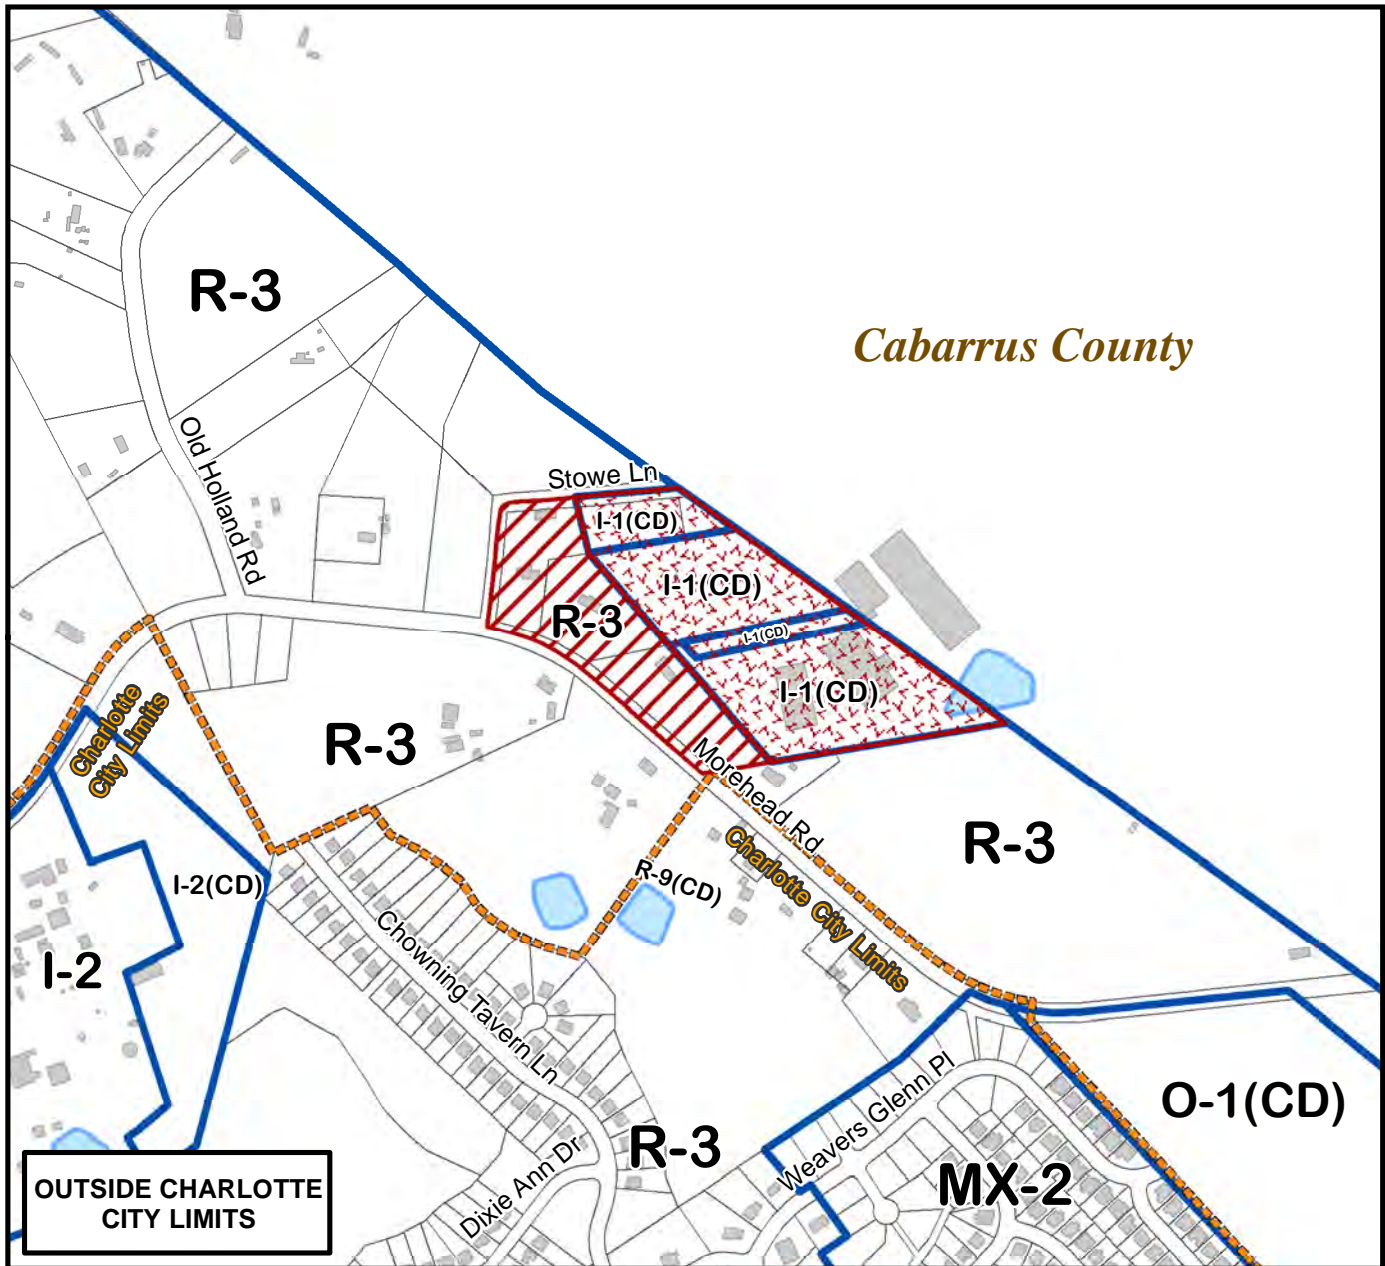 R-3
Cabarrus County
Old Holland Rd
Stowe Ln
I-1(CD)
I-1(CD)
R-3
I-1(CD)
I-1(CD)
Charlotte
City Limits
R-3
Morehead Rd
R-3
Charlotte City Limits
R-9(CD)
I-2(CD)
I-2
Chowning Tavern Ln
Weavers Glenn Pl
O-1(CD)
R-3
Dixie Ann Dr
MX-2
OUTSIDE CHARLOTTE
CITY LIMITS